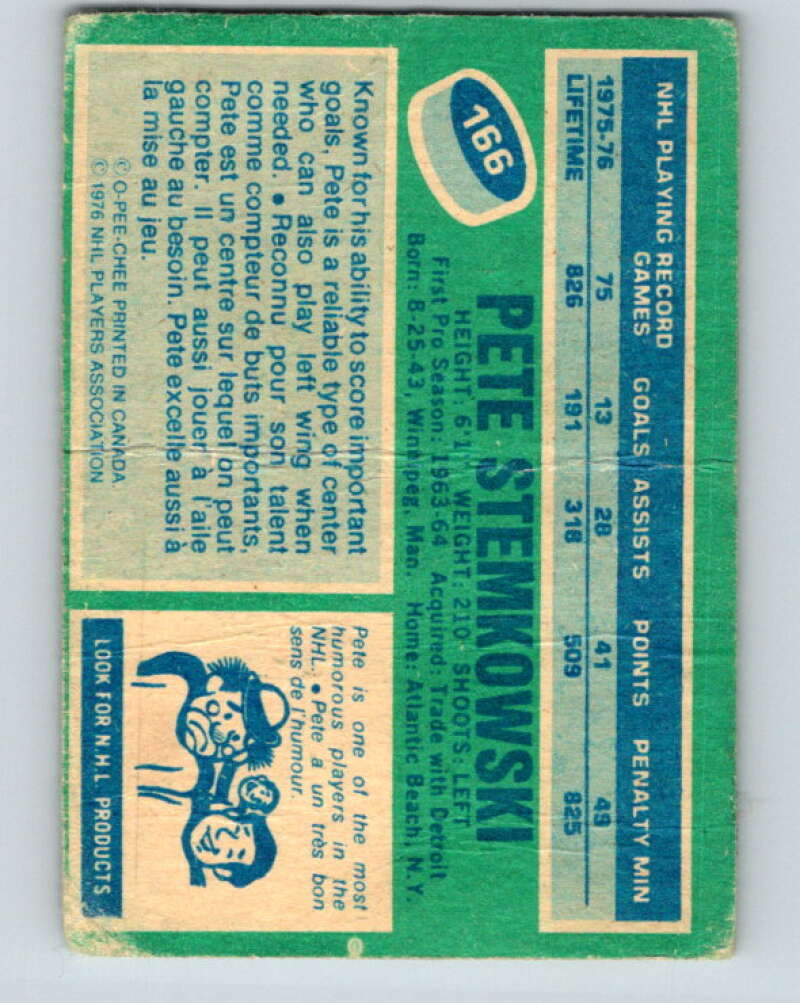 NHL PLAYING RECORD
GAMES GOALS ASSISTS POINTS PENALTY MIN
1975-76 75 13 28 41 49
LIFETIME 826 191 318 509 825
166
PETE STEMKOWSKI
HEIGHT: 6'1" WEIGHT: 210 SHOOTS: LEFT
First Pro Season: 1963-64 Acquired: Trade with Detroit
Born: 8-25-43, Winnipeg, Man. Home: Atlantic Beach, N.Y.
Known for his ability to score important
goals, Pete is a reliable type of center
who can also play left wing when
needed. • Reconnu pour son talent
comme compteur de buts importants,
Pete est un centre sur lequel on peut
compter. Il peut aussi jouer à l'aile
gauche au besoin. Pete excelle aussi à
la mise au jeu.
© O-PEE-CHEE PRINTED IN CANADA
© 1976 NHL PLAYERS ASSOCIATION
Pete is one of the most
humorous players in the
NHL. • Pete a un très bon
sens de l'humour.
LOOK FOR N.H.L. PRODUCTS